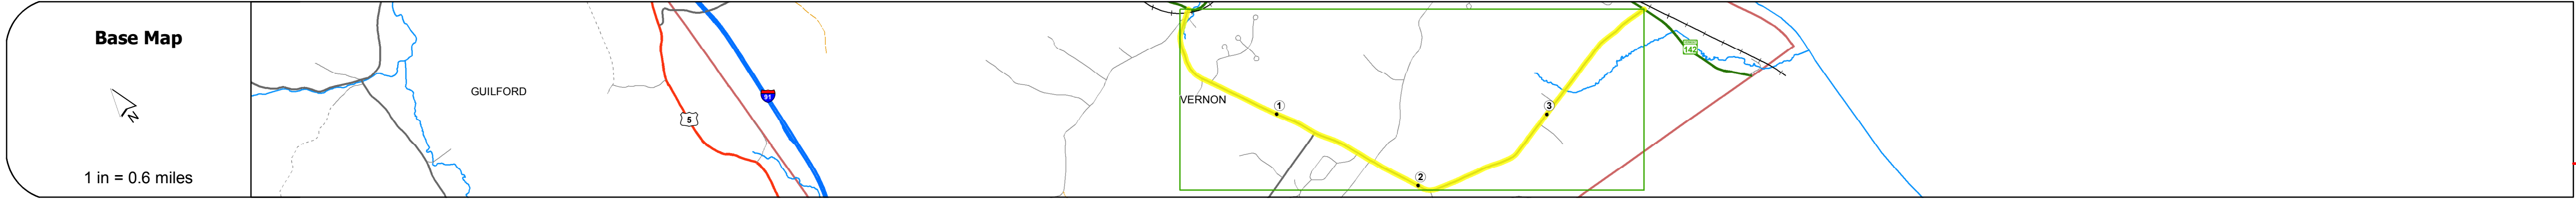 Base Map
N
1 in = 0.6 miles
GUILFORD
5
91
VERNON
1
2
3
142